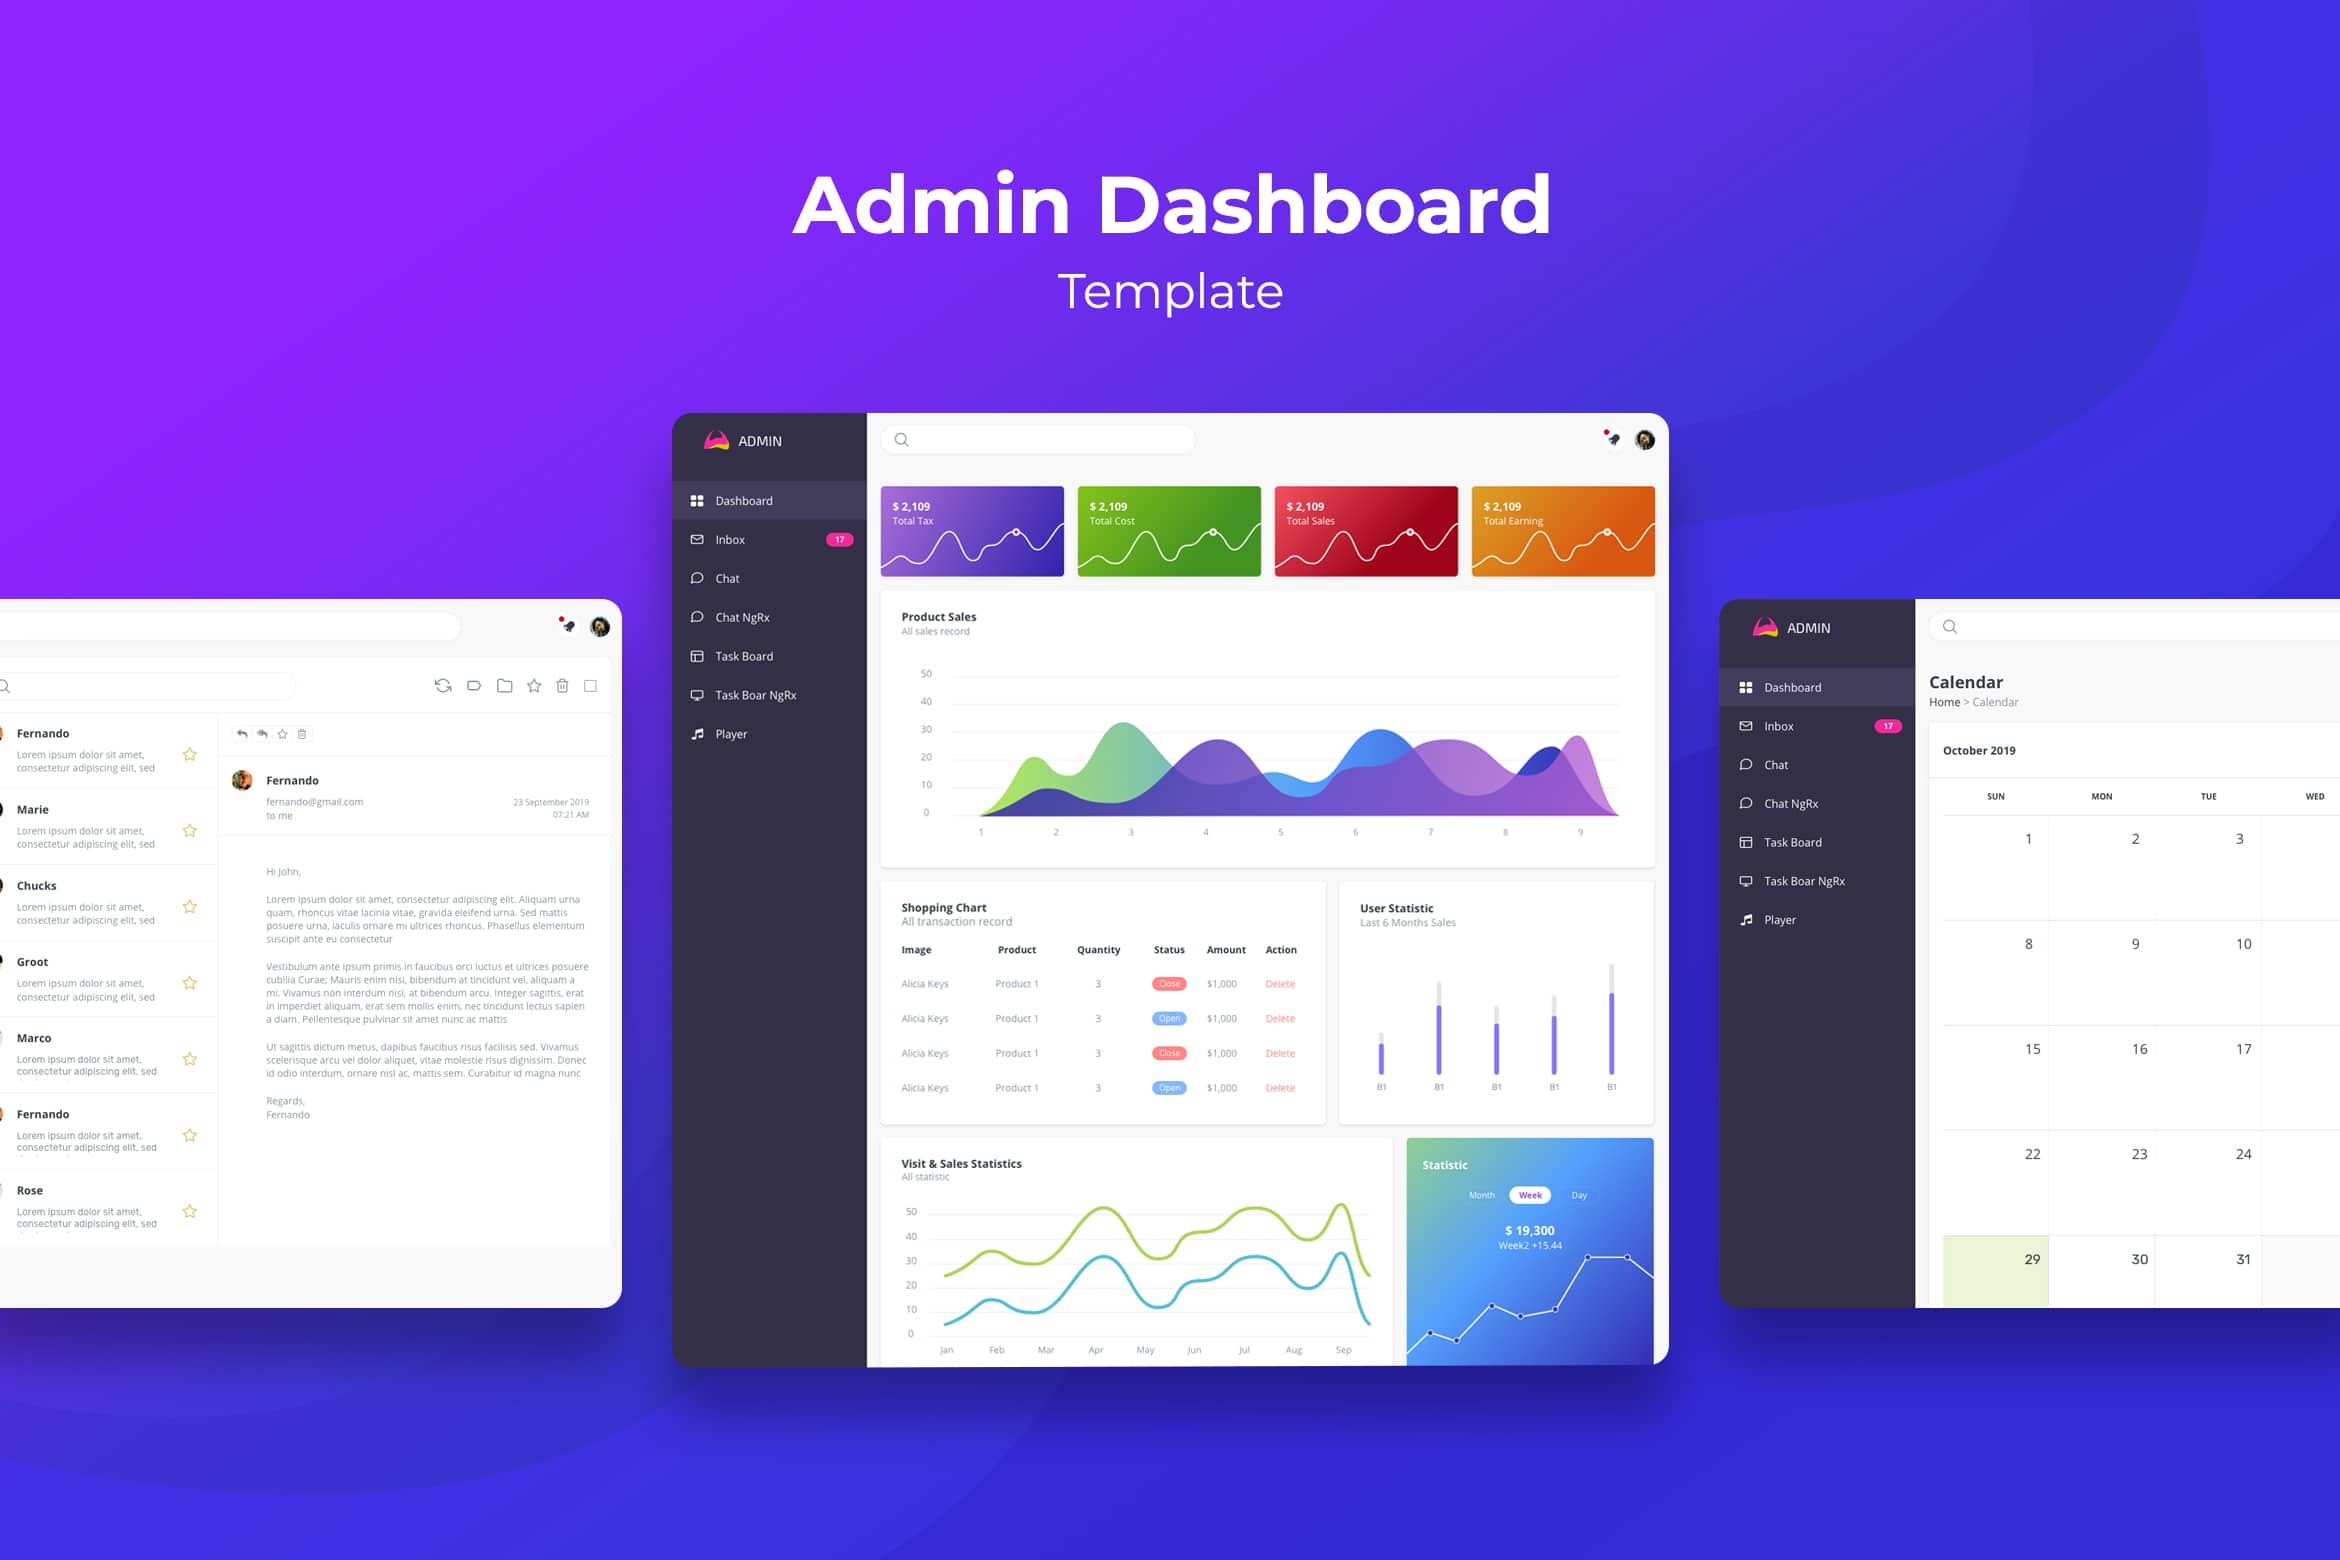 Admin Dashboard
Template
Fernando
Lorem ipsum dolor sit amet,
consectetur adipiscing elit, sed
Marie
Lorem ipsum dolor sit amet,
consectetur adipiscing elit, sed
Chucks
Lorem ipsum dolor sit amet,
consectetur adipiscing elit, sed
Groot
Lorem ipsum dolor sit amet,
consectetur adipiscing elit, sed
Marco
Lorem ipsum dolor sit amet,
consectetur adipiscing elit, sed
Fernando
Lorem ipsum dolor sit amet,
consectetur adipiscing elit, sed
Rose
Lorem ipsum dolor sit amet,
consectetur adipiscing elit, sed
Fernando
fernando@gmail.com
to me
23 September 2019
07:21 AM
Hi John,
Lorem ipsum dolor sit amet, consectetur adipiscing elit. Aliquam urna
quam, rhoncus vitae lacinia vitae, gravida eleifend urna. Sed mattis
posuere urna, iaculis ornare mi ultrices rhoncus. Phasellus elementum
suscipit ante eu consectetur
Vestibulum ante ipsum primis in faucibus orci luctus et ultrices posuere
cubilia Curae; Mauris enim nisi, bibendum at tincidunt vel, aliquam a
mi. Vivamus non interdum nisi, at bibendum arcu. Integer sagittis, erat
in imperdiet aliquam, erat sem mollis enim, nec tincidunt lectus sapien
a diam. Pellentesque pulvinar sit amet nunc ac mattis
Ut sagittis dictum metus, dapibus faucibus risus facilisis sed. Vivamus
scelerisque arcu vel dolor aliquet, vitae molestie risus dignissim. Donec
id odio interdum, ornare nisl ac, mattis sem. Curabitur id magna nunc
Regards,
Fernando
ADMIN
Dashboard
Inbox 17
Chat
Chat NgRx
Task Board
Task Boar NgRx
Player
$ 2,109
Total Tax
$ 2,109
Total Cost
$ 2,109
Total Sales
$ 2,109
Total Earning
Product Sales
All sales record
50
40
30
20
10
0
1 2 3 4 5 6 7 8 9
Shopping Chart
All transaction record
Image Product Quantity Status Amount Action
Alicia Keys Product 1 3 Close $1,000 Delete
Alicia Keys Product 1 3 Open $1,000 Delete
Alicia Keys Product 1 3 Close $1,000 Delete
Alicia Keys Product 1 3 Open $1,000 Delete
User Statistic
Last 6 Months Sales
B1 B1 B1 B1 B1
Visit & Sales Statistics
All statistic
50
40
30
20
10
0
Jan Feb Mar Apr May Jun Jul Aug Sep
Statistic
Month Week Day
$ 19,300
Week2 +15.44
ADMIN
Dashboard
Inbox 17
Chat
Chat NgRx
Task Board
Task Boar NgRx
Player
Calendar
Home > Calendar
October 2019
SUN MON TUE WED
1 2 3
8 9 10
15 16 17
22 23 24
29 30 31